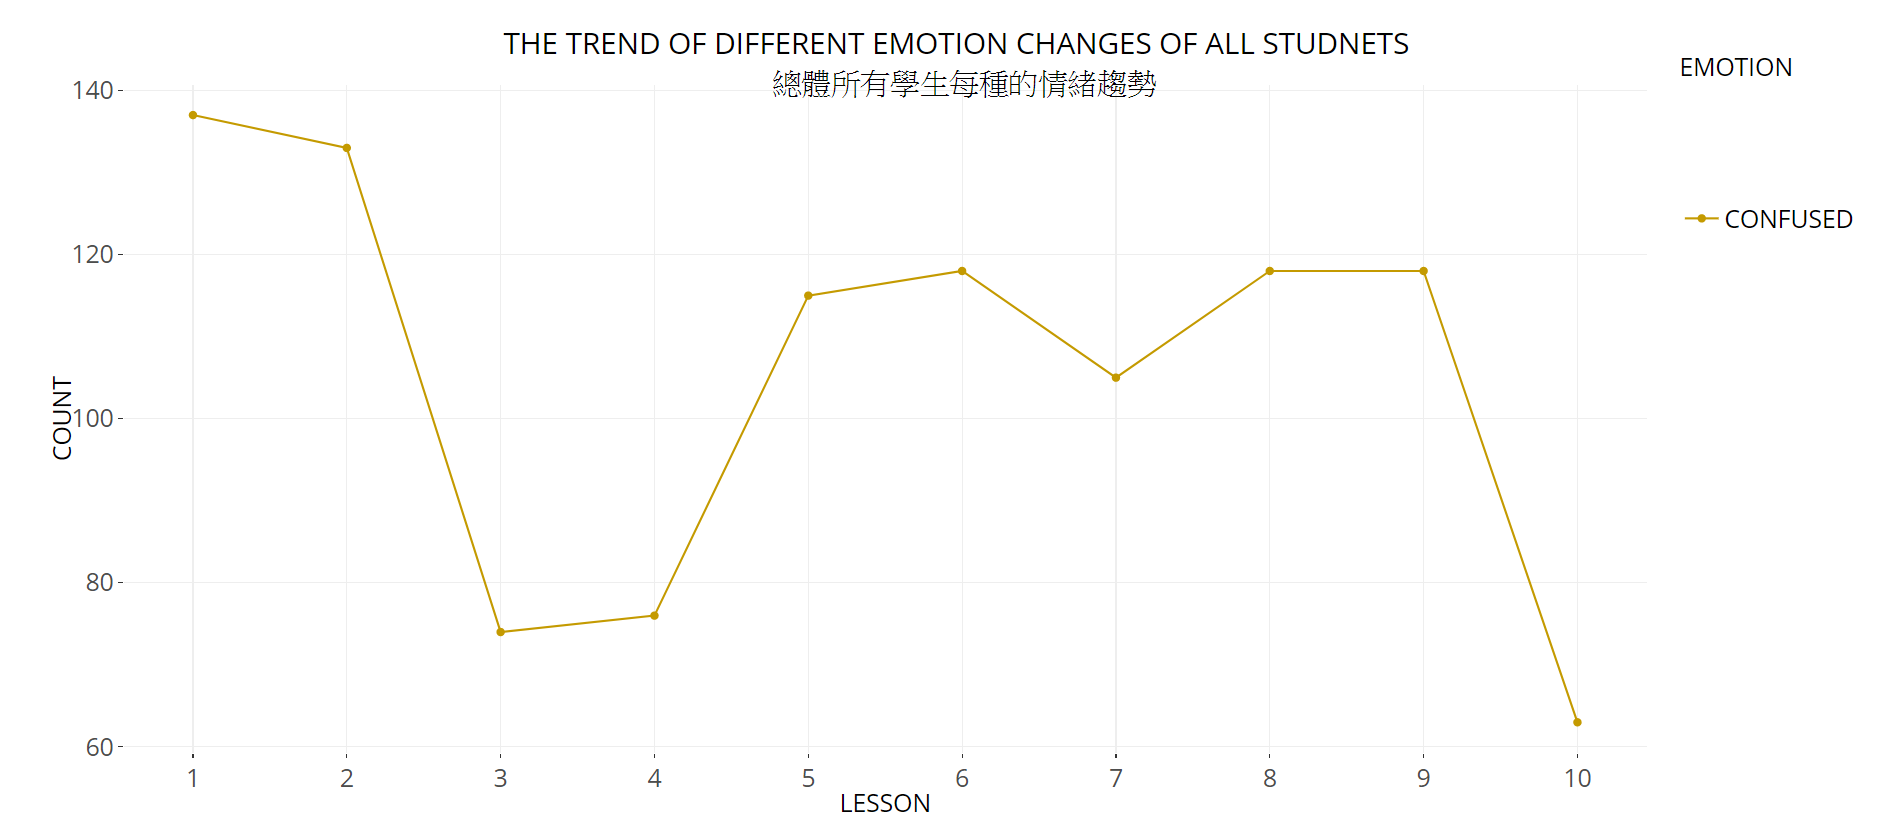 THE TREND OF DIFFERENT EMOTION CHANGES OF ALL STUDNETS
總體所有學生每種的情緒趨勢
EMOTION
CONFUSED
COUNT
140
120
100
80
60
1 2 3 4 5 6 7 8 9 10
LESSON